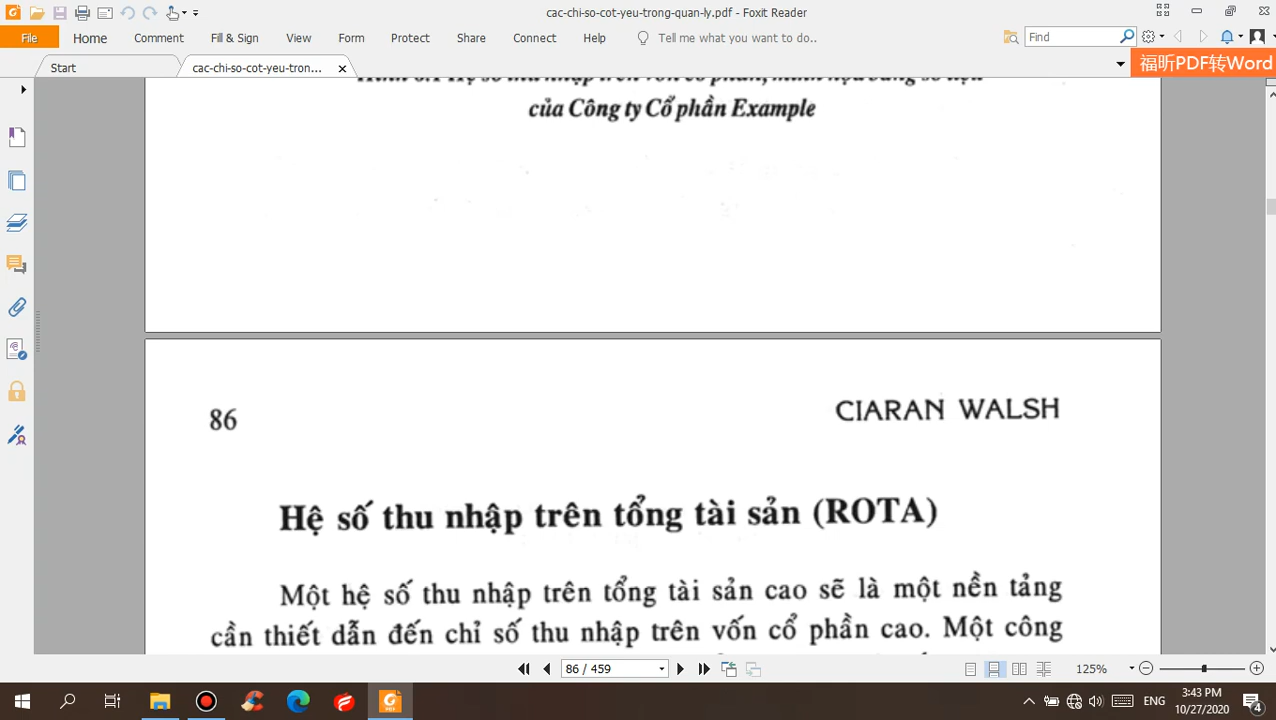 cac-chi-so-cot-yeu-trong-quan-ly.pdf - Foxit Reader
File Home Comment Fill & Sign View Form Protect Share Connect Help Tell me what you want to do.. Find
Start cac-chi-so-cot-yeu-tron...
福昕PDF转Word
của Công ty Cổ phần Example
86 CIARAN WALSH
Hệ số thu nhập trên tổng tài sản (ROTA)
Một hệ số thu nhập trên tổng tài sản cao sẽ là một nền tảng
cần thiết dẫn đến chỉ số thu nhập trên vốn cổ phần cao. Một công
86 / 459 125%
ENG 3:43 PM
10/27/2020 4